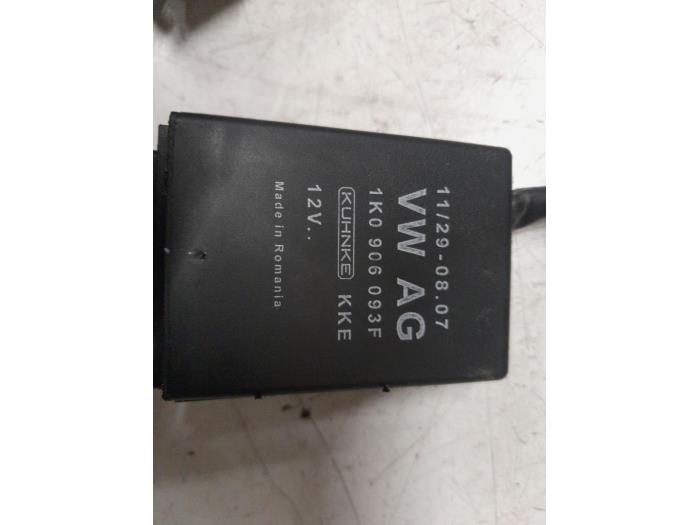 11/29-08.07
VW AG
1K0 906 093F
KUHNKE KKE
12V..
Made in Romania